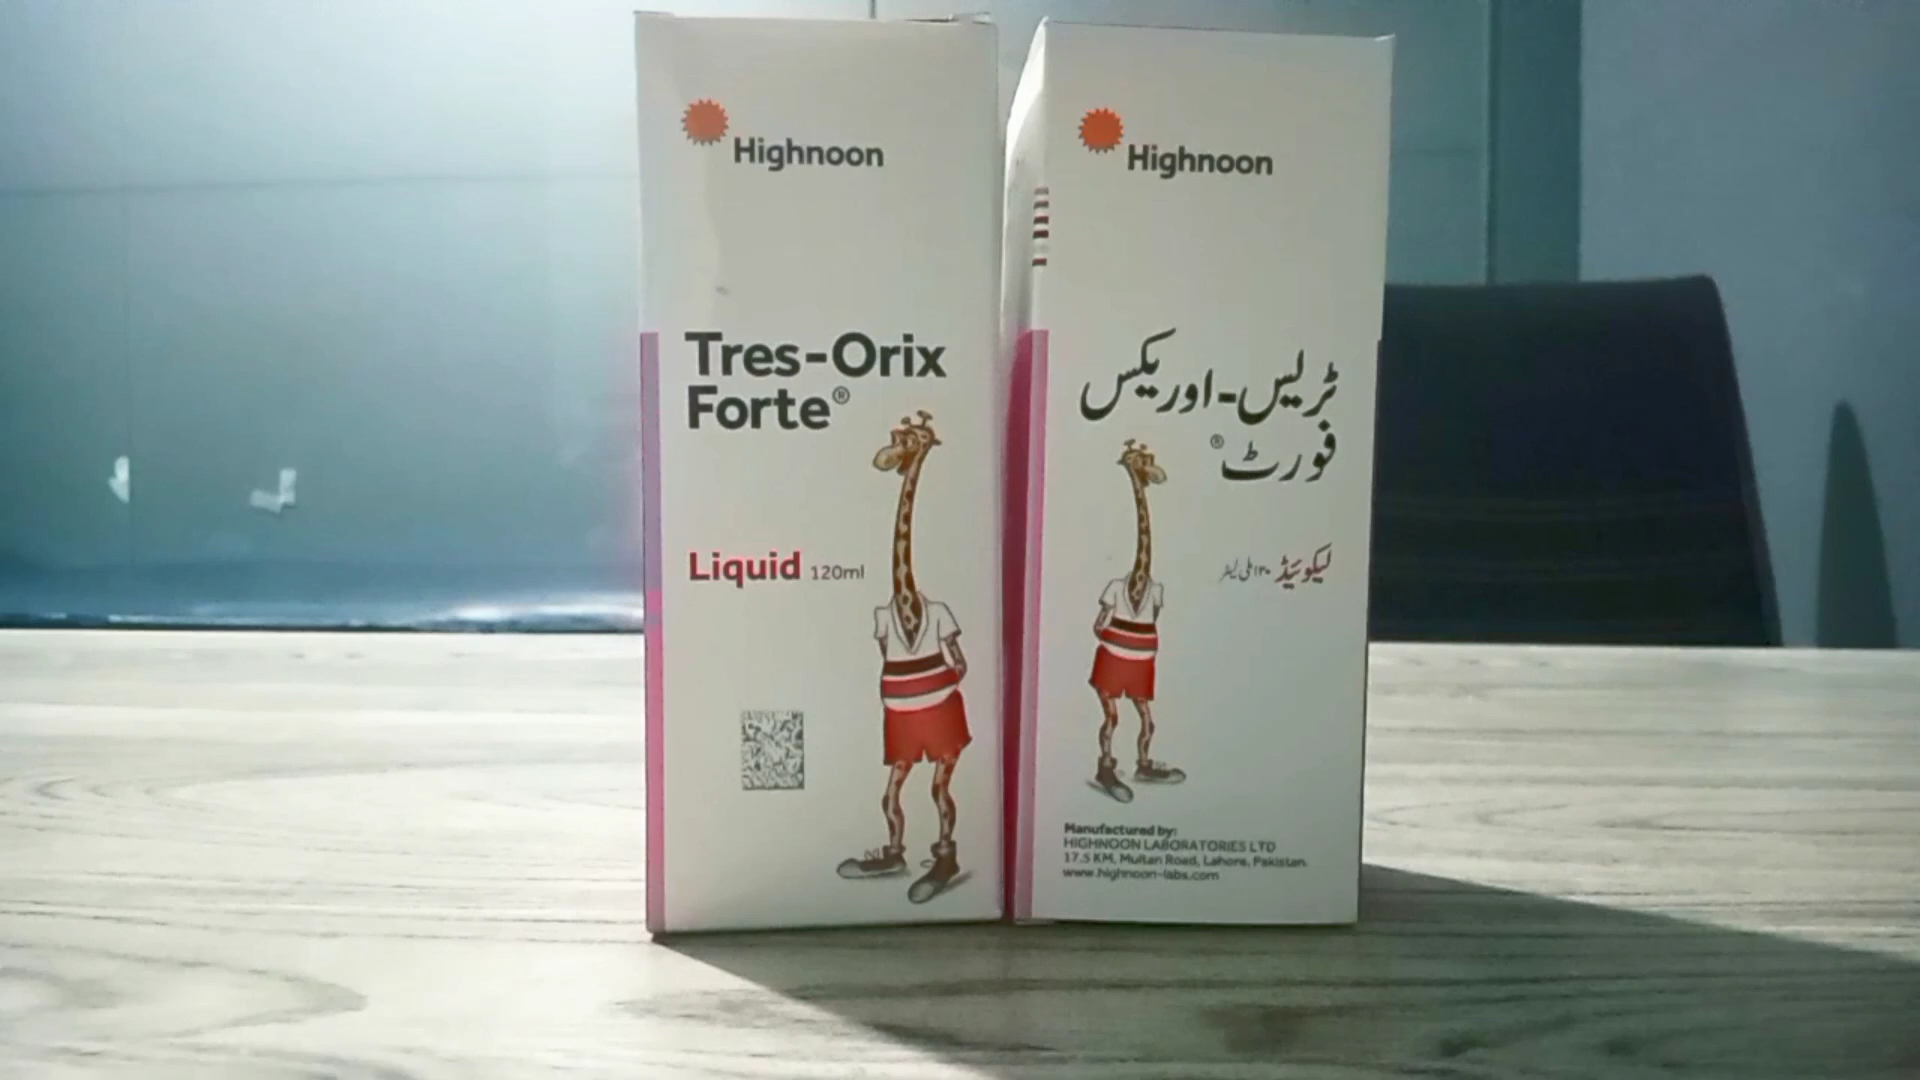 Highnoon
Tres-Orix
Forte®
Liquid 120ml
Highnoon
ٹریس-اوریکس
فورٹ®
لیکوئیڈ ۱۲۰ ملی لیٹر
Manufactured by:
HIGHNOON LABORATORIES LTD
17.5 KM, Multan Road, Lahore, Pakistan.
www.highnoon-labs.com